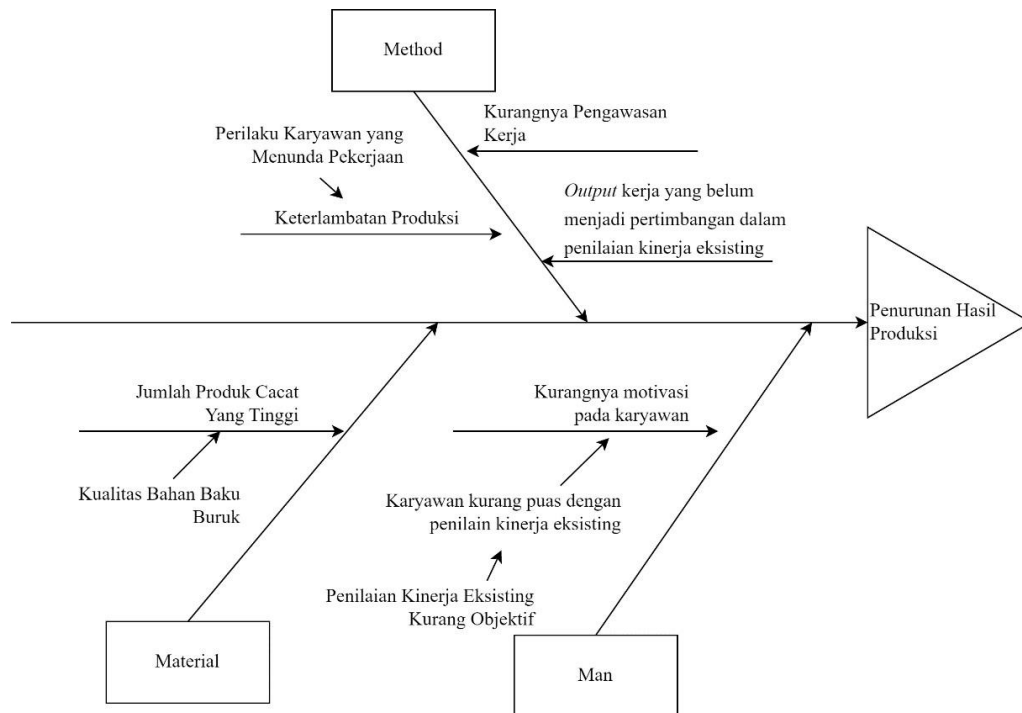 Method
Kurangnya Pengawasan
Kerja
Perilaku Karyawan yang
Menunda Pekerjaan
Output kerja yang belum
menjadi pertimbangan dalam
penilaian kinerja eksisting
Keterlambatan Produksi
Penurunan Hasil
Produksi
Jumlah Produk Cacat
Yang Tinggi
Kualitas Bahan Baku
Buruk
Kurangnya motivasi
pada karyawan
Karyawan kurang puas dengan
penilain kinerja eksisting
Penilaian Kinerja Eksisting
Kurang Objektif
Material
Man